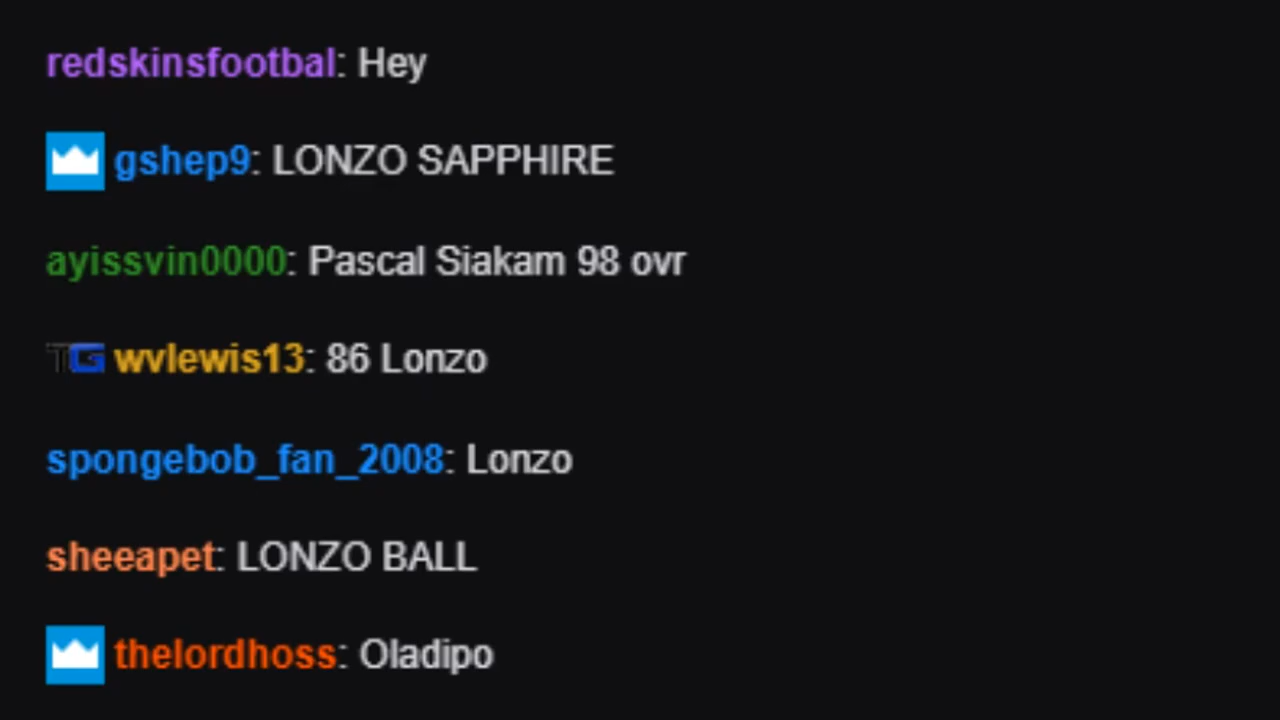 redskinsfootbal: Hey
gshep9: LONZO SAPPHIRE
ayissvin0000: Pascal Siakam 98 ovr
TG wvlewis13: 86 Lonzo
spongebob_fan_2008: Lonzo
sheeapet: LONZO BALL
thelordhoss: Oladipo